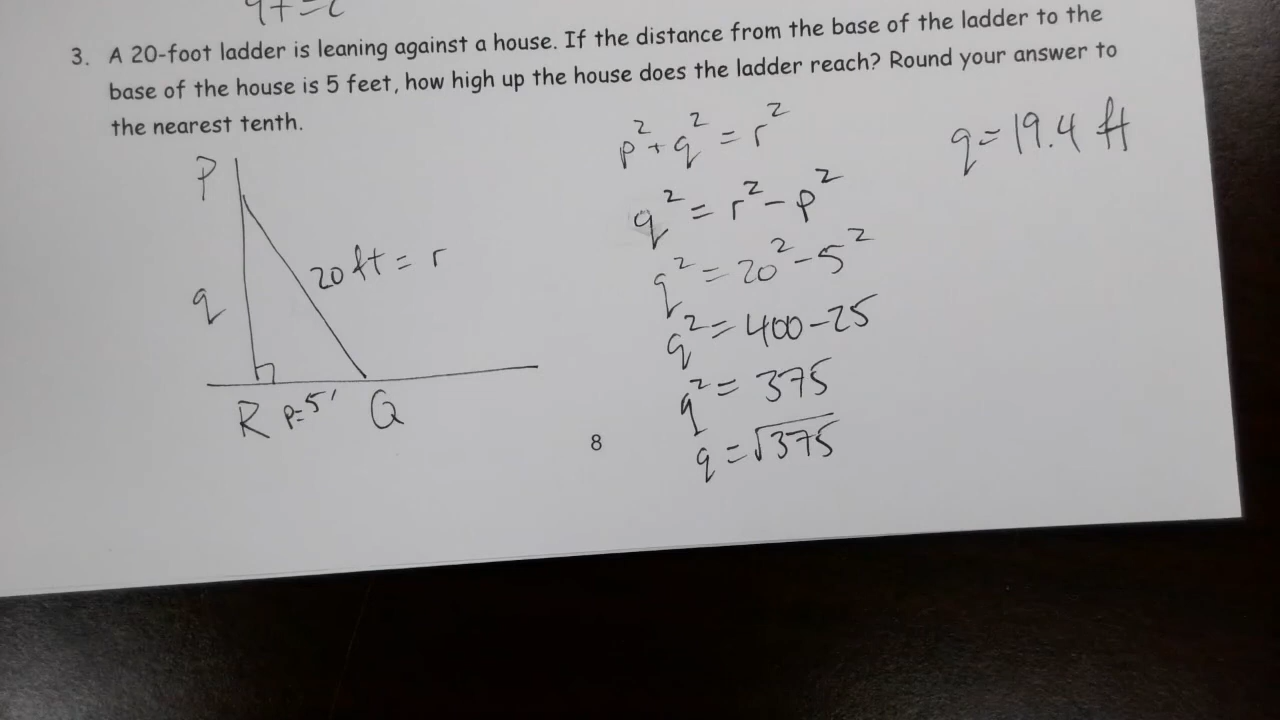 9+=c
3. A 20-foot ladder is leaning against a house. If the distance from the base of the ladder to the
base of the house is 5 feet, how high up the house does the ladder reach? Round your answer to
the nearest tenth.
P
q
20 ft = r
R p=5' Q
p² + q² = r²
q² = r² - p²
q² = 20² - 5²
q² = 400 - 25
q² = 375
q = √375
q = 19.4 ft
8